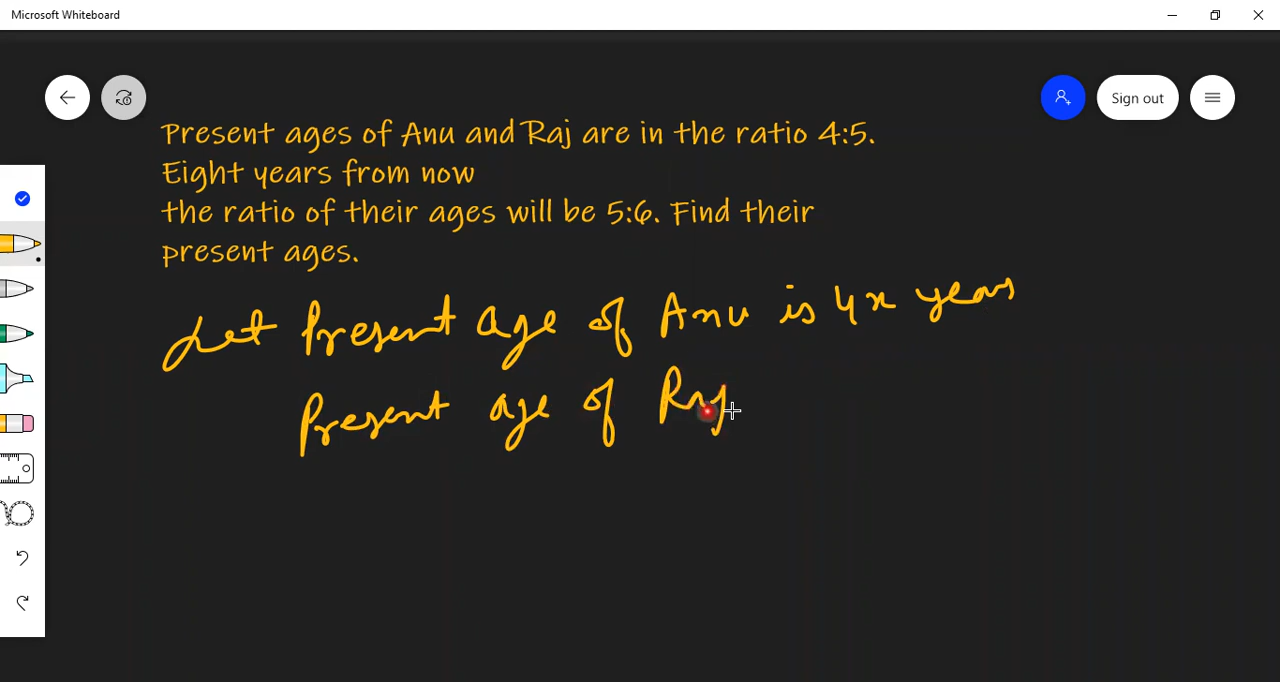 Microsoft Whiteboard
Sign out
Present ages of Anu and Raj are in the ratio 4:5.
Eight years from now
the ratio of their ages will be 5:6. Find their
present ages.
Let Present age of Anu is 4x years
Present age of Raj